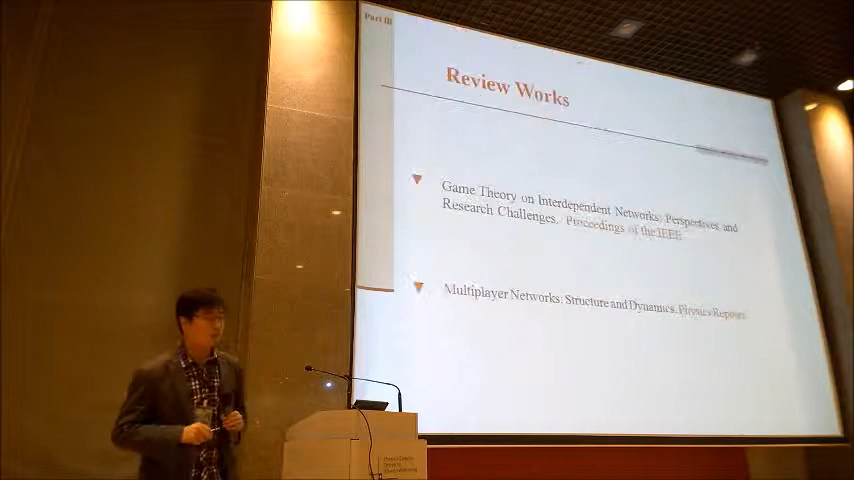 Part III
Review Works
Game Theory on Interdependent Networks: Perspectives and
Research Challenges. Proceedings of the IEEE
Multiplayer Networks: Structure and Dynamics. Physics Reports